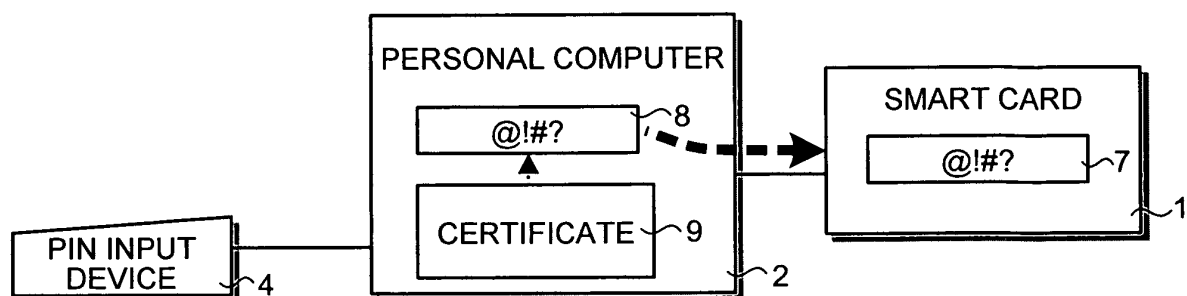 PERSONAL COMPUTER
@!#?
8
CERTIFICATE
9
2
SMART CARD
@!#?
7
1
PIN INPUT
DEVICE
4